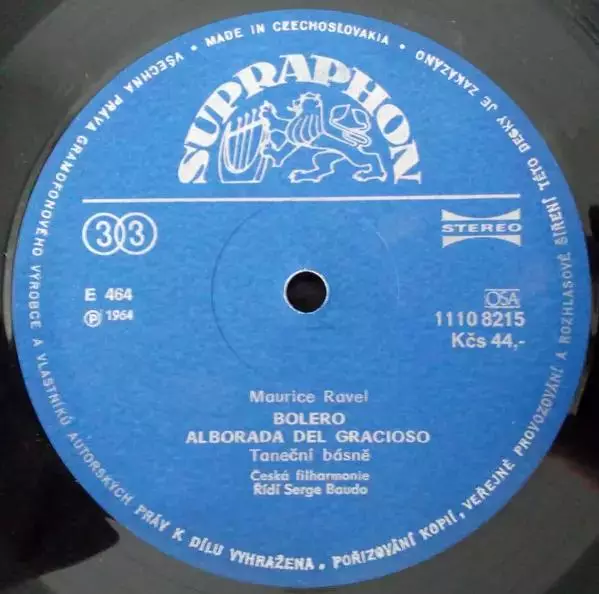 • MADE IN CZECHOSLOVAKIA •
VŠECHNA PRÁVA GRAMOFONOVÉHO VÝROBCE A VLASTNÍKŮ AUTORSKÝCH PRÁV K DÍLU VYHRAŽENA. POŘIZOVÁNÍ KOPIÍ, VEŘEJNÉ PROVOZOVÁNÍ A ROZHLASOVÉ ŠÍŘENÍ TÉTO DESKY JE ZAKÁZÁNO
SUPRAPHON
33
STEREO
E 464
Ⓟ 1964
OSA
1110 8215
Kčs 44,-
Maurice Ravel
BOLERO
ALBORADA DEL GRACIOSO
Taneční básně
Česká filharmonie
Řídí Serge Baudo